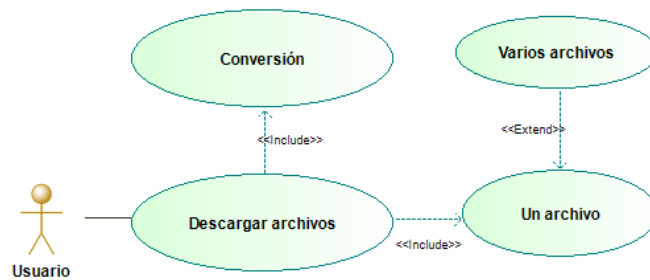 Conversión
Varios archivos
<<Include>>
<<Extend>>
Descargar archivos
Un archivo
<<Include>>
Usuario